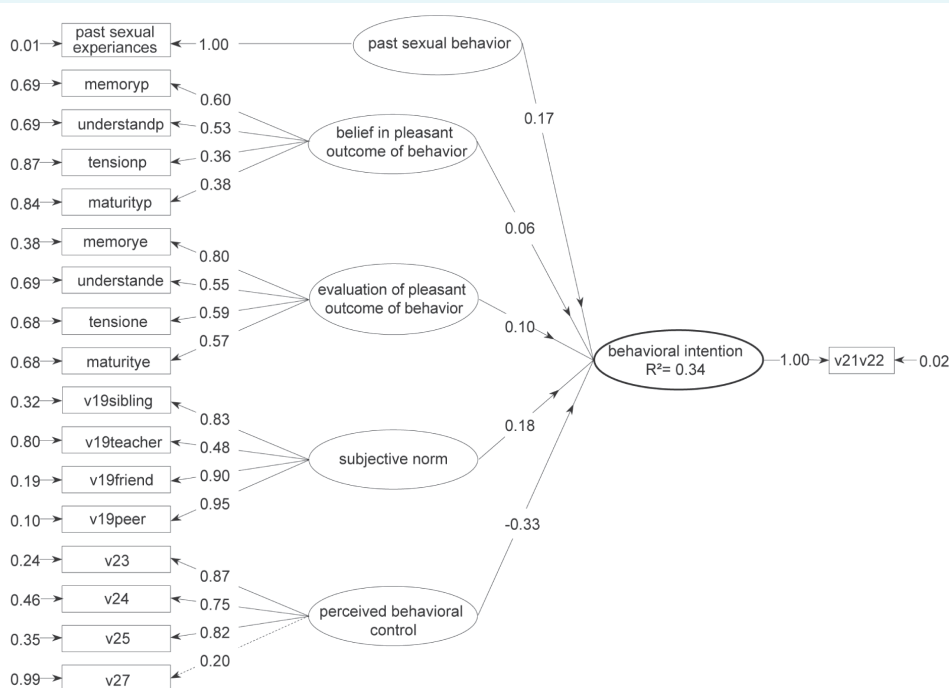 past sexual
experiances
0.01
1.00
past sexual behavior
0.17
0.69
memoryp
0.60
0.69
understandp
0.53
belief in pleasant
outcome of behavior
0.87
tensionp
0.36
0.84
maturityp
0.38
0.06
0.38
memorye
0.80
0.69
understande
0.55
evaluation of pleasant
outcome of behavior
0.68
tensione
0.59
0.68
maturitye
0.57
0.10
behavioral intention
R²= 0.34
1.00
v21v22
0.02
0.32
v19sibling
0.83
0.80
v19teacher
0.48
subjective norm
0.18
0.19
v19friend
0.90
0.10
v19peer
0.95
-0.33
0.24
v23
0.87
0.46
v24
0.75
perceived behavioral
control
0.35
v25
0.82
0.99
v27
0.20